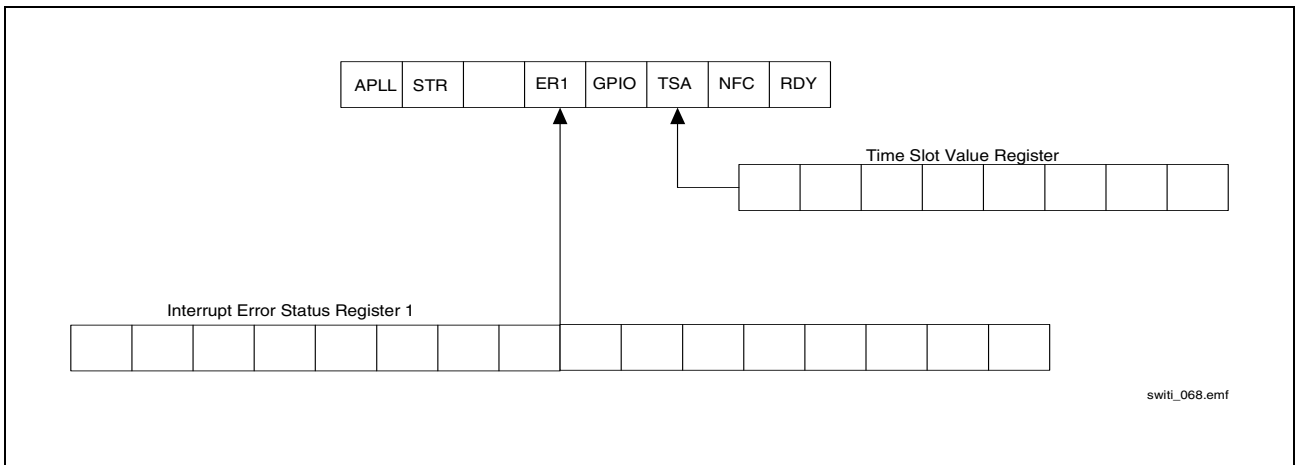 APLL STR ER1 GPIO TSA NFC RDY
Time Slot Value Register
Interrupt Error Status Register 1
switi_068.emf